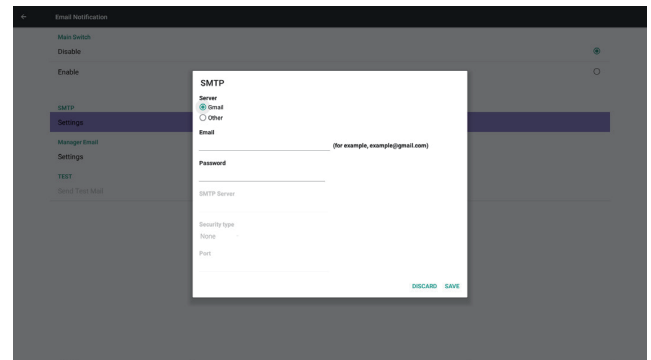 Email Notification
Main Switch
Disable
Enable
SMTP
Settings
Manager Email
Settings
TEST
Send Test Mail
SMTP
Server
Gmail
Other
Email
(for example, example@gmail.com)
Password
SMTP Server
Security type
None
Port
DISCARD SAVE